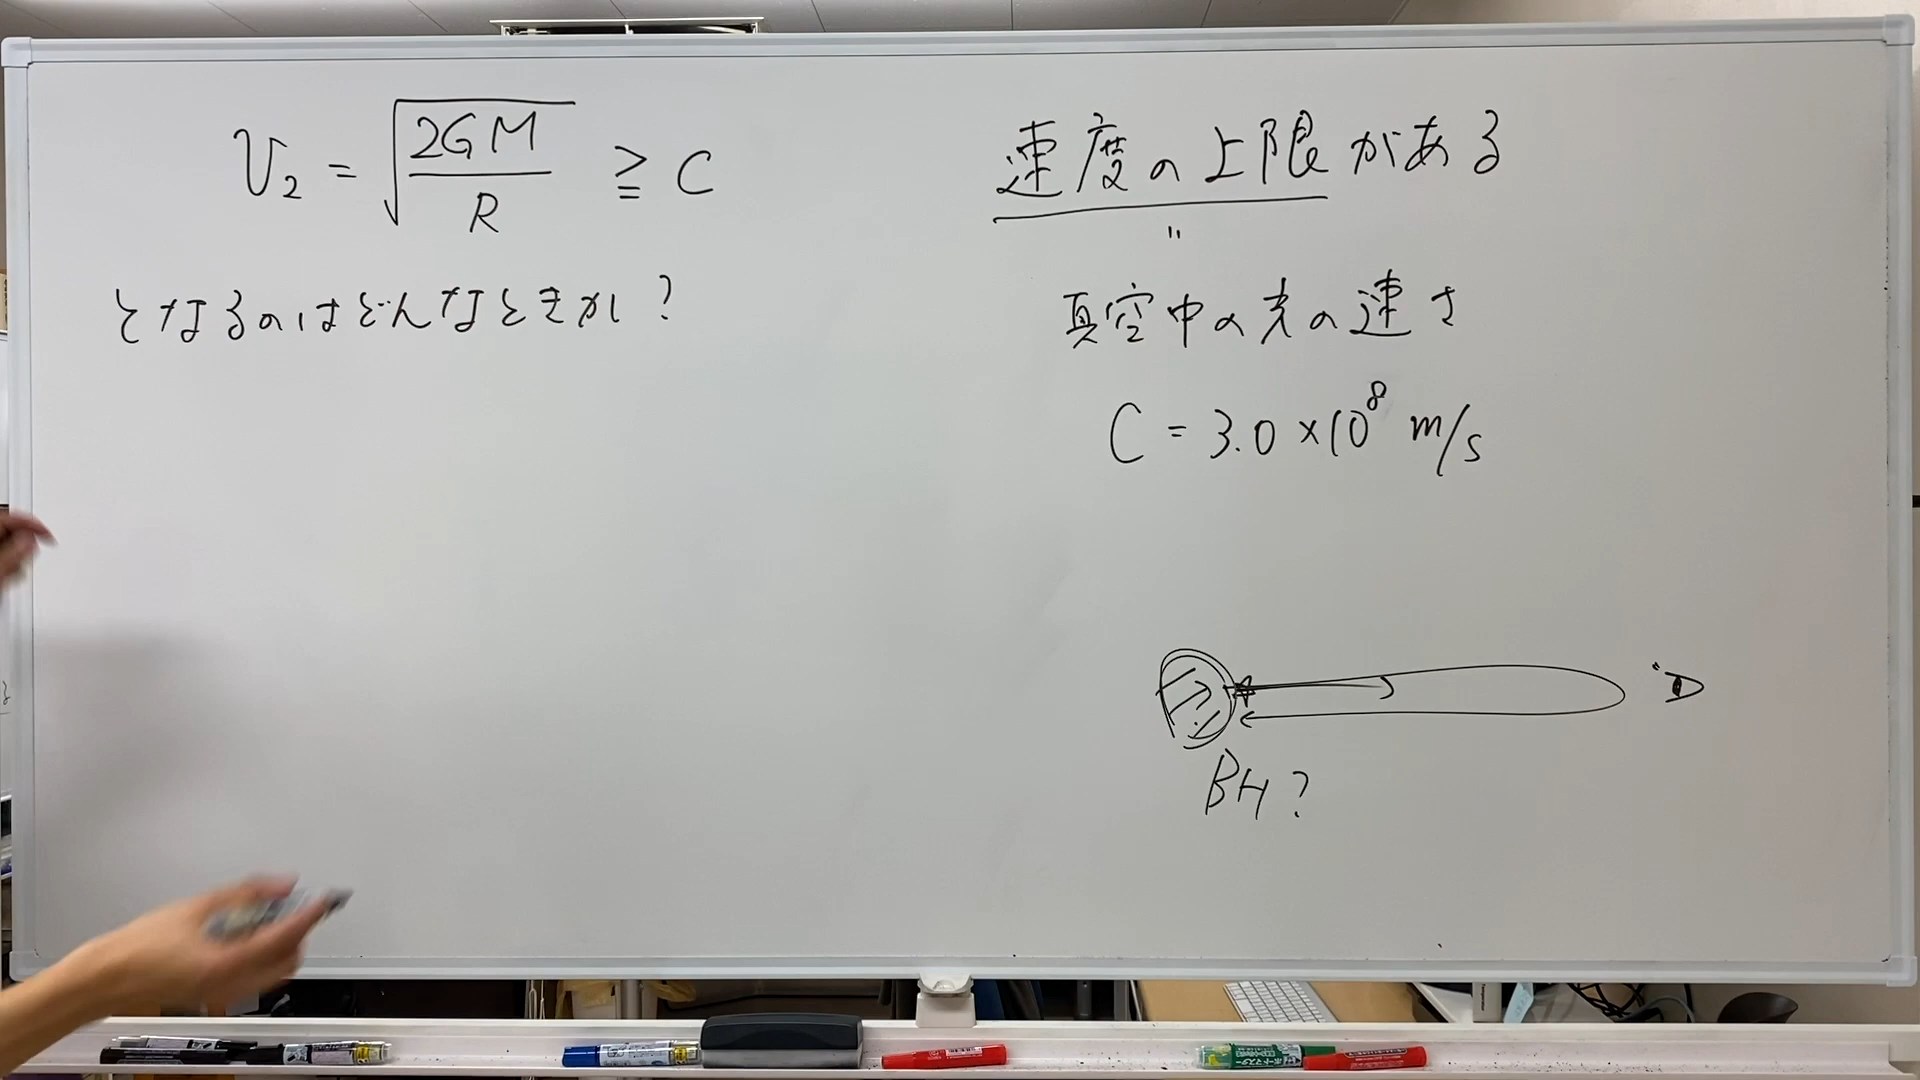 V₂ = √(2GM/R) ≧ C
となるのはどんなときか?
速度の上限がある
〃
真空中の光の速さ
C = 3.0 ×10⁸ m/s
BH?